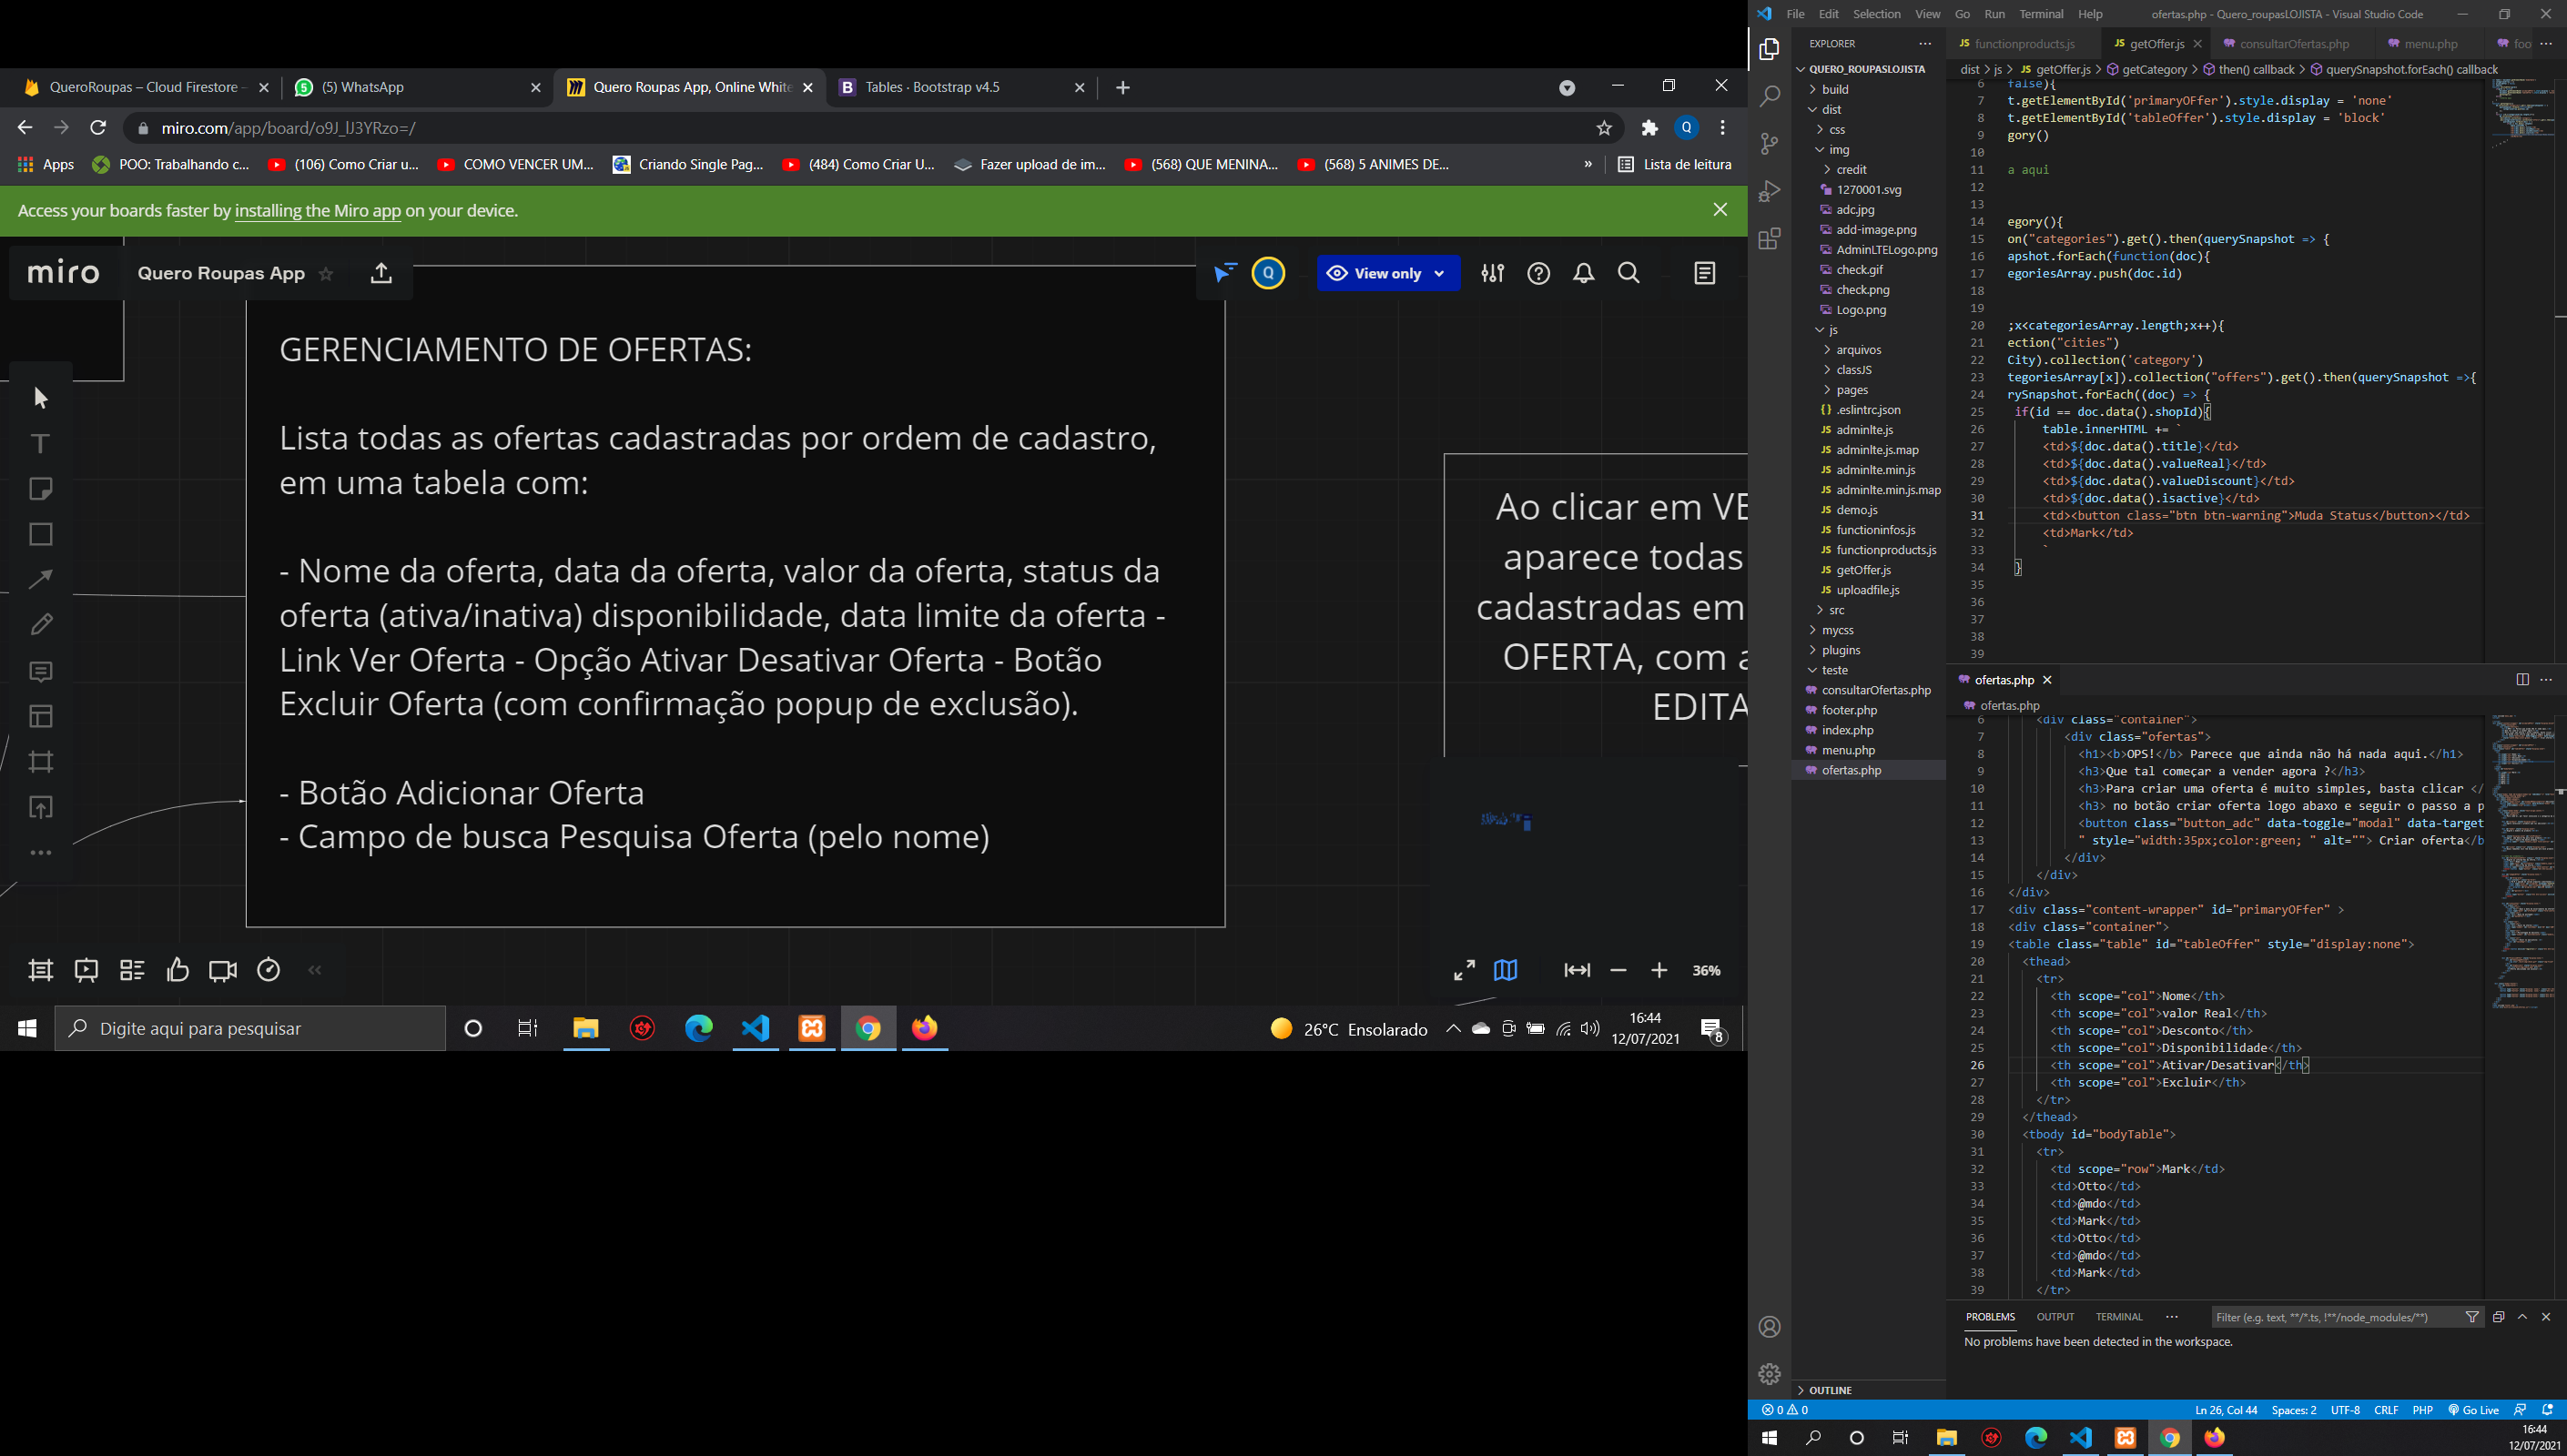 QueroRoupas – Cloud Firestore –
(5) WhatsApp
Quero Roupas App, Online White
Tables · Bootstrap v4.5
miro.com/app/board/o9J_lJ3YRzo=/
Apps
POO: Trabalhando c...
(106) Como Criar u...
COMO VENCER UM...
Criando Single Pag...
(484) Como Criar U...
Fazer upload de im...
(568) QUE MENINA...
(568) 5 ANIMES DE...
»
Lista de leitura
Access your boards faster by installing the Miro app on your device.
miro
Quero Roupas App
Q
View only
GERENCIAMENTO DE OFERTAS:
Lista todas as ofertas cadastradas por ordem de cadastro,
em uma tabela com:
- Nome da oferta, data da oferta, valor da oferta, status da
oferta (ativa/inativa) disponibilidade, data limite da oferta -
Link Ver Oferta - Opção Ativar Desativar Oferta - Botão
Excluir Oferta (com confirmação popup de exclusão).
- Botão Adicionar Oferta
- Campo de busca Pesquisa Oferta (pelo nome)
Ao clicar em VE
aparece todas
cadastradas em
OFERTA, com a
EDITA
36%
Digite aqui para pesquisar
26°C Ensolarado
16:44
12/07/2021
8
File Edit Selection View Go Run Terminal Help
ofertas.php - Quero_roupasLOJISTA - Visual Studio Code
EXPLORER
QUERO_ROUPASLOJISTA
build
dist
css
img
credit
1270001.svg
adc.jpg
add-image.png
AdminLTELogo.png
check.gif
check.png
Logo.png
js
arquivos
classJS
pages
.eslintrc.json
adminlte.js
adminlte.js.map
adminlte.min.js
adminlte.min.js.map
demo.js
functioninfos.js
functionproducts.js
getOffer.js
uploadfile.js
src
mycss
plugins
teste
consultarOfertas.php
footer.php
index.php
menu.php
ofertas.php
OUTLINE
functionproducts.js
getOffer.js
consultarOfertas.php
menu.php
foo
dist > js > getOffer.js > getCategory > then() callback > querySnapshot.forEach() callback
6 false){
7 t.getElementById('primaryOFfer').style.display = 'none'
8 t.getElementById('tableOffer').style.display = 'block'
9 gory()
10
11 a aqui
12
13
14 egory(){
15 on("categories").get().then(querySnapshot => {
16 apshot.forEach(function(doc){
17 egoriesArray.push(doc.id)
18
19
20 ;x<categoriesArray.length;x++){
21 ection("cities")
22 City).collection('category')
23 tegoriesArray[x]).collection("offers").get().then(querySnapshot =>{
24 rySnapshot.forEach((doc) => {
25 if(id == doc.data().shopId){
26 table.innerHTML += `
27 <td>${doc.data().title}</td>
28 <td>${doc.data().valueReal}</td>
29 <td>${doc.data().valueDiscount}</td>
30 <td>${doc.data().isactive}</td>
31 <td><button class="btn btn-warning">Muda Status</button></td>
32 <td>Mark</td>
33 `
34 }
35
36
37
38
39
ofertas.php
ofertas.php
6 <div class="container">
7 <div class="ofertas">
8 <h1><b>OPS!</b> Parece que ainda não há nada aqui.</h1>
9 <h3>Que tal começar a vender agora ?</h3>
10 <h3>Para criar uma oferta é muito simples, basta clicar </
11 <h3> no botão criar oferta logo abaixo e seguir o passo a p
12 <button class="button_adc" data-toggle="modal" data-target
13 " style="width:35px;color:green; " alt=""> Criar oferta</b
14 </div>
15 </div>
16 </div>
17 <div class="content-wrapper" id="primaryOFfer" >
18 <div class="container">
19 <table class="table" id="tableOffer" style="display:none">
20 <thead>
21 <tr>
22 <th scope="col">Nome</th>
23 <th scope="col">valor Real</th>
24 <th scope="col">Desconto</th>
25 <th scope="col">Disponibilidade</th>
26 <th scope="col">Ativar/Desativar</th>
27 <th scope="col">Excluir</th>
28 </tr>
29 </thead>
30 <tbody id="bodyTable">
31 <tr>
32 <td scope="row">Mark</td>
33 <td>Otto</td>
34 <td>@mdo</td>
35 <td>Mark</td>
36 <td>Otto</td>
37 <td>@mdo</td>
38 <td>Mark</td>
39 </tr>
PROBLEMS OUTPUT TERMINAL
Filter (e.g. text, **/*.ts, !**/node_modules/**)
No problems have been detected in the workspace.
0 0
Ln 26, Col 44 Spaces: 2 UTF-8 CRLF PHP Go Live
16:44
12/07/2021